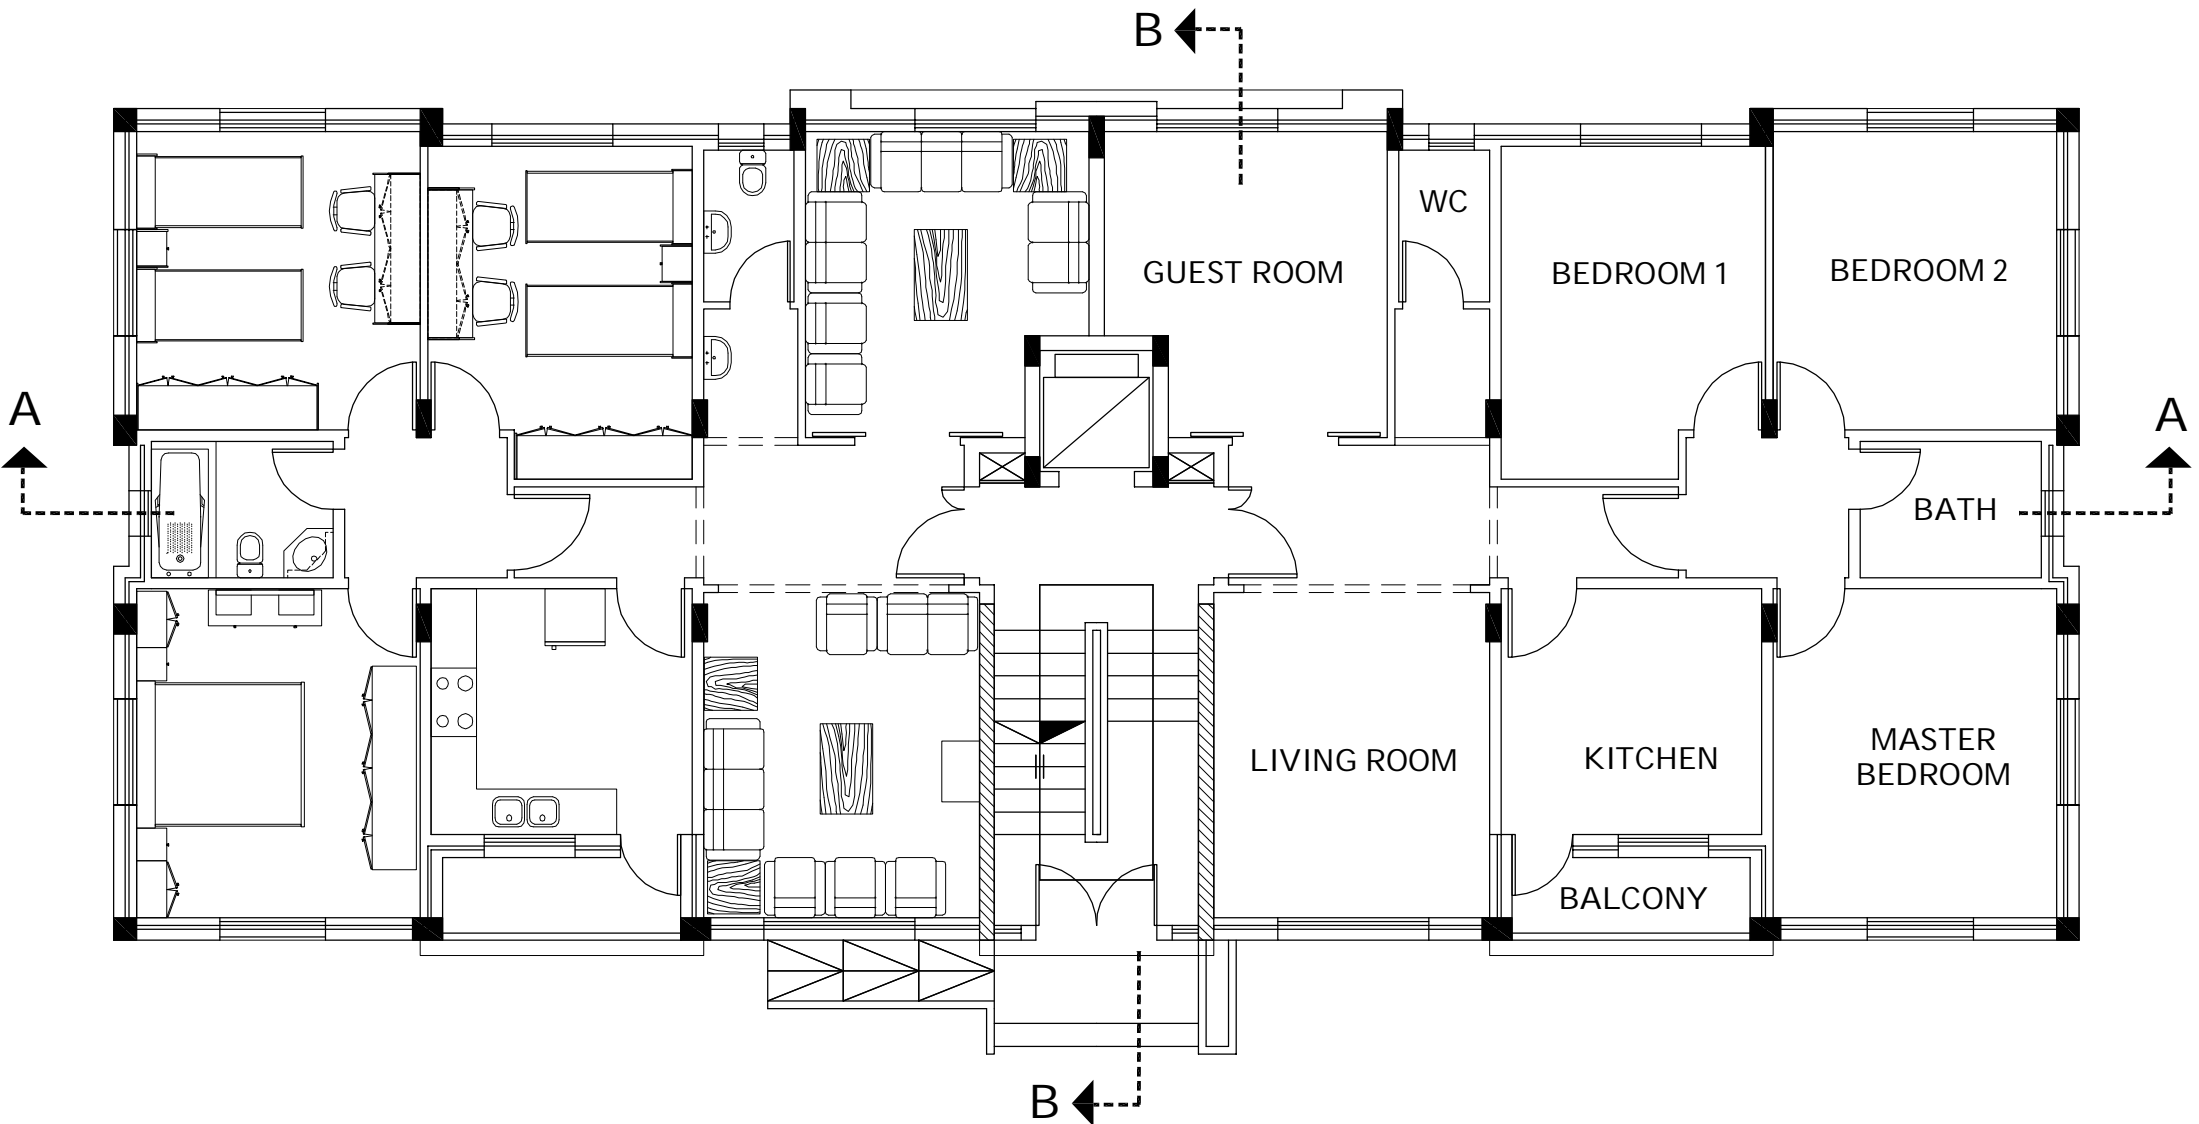 B
WC
GUEST ROOM
BEDROOM 1
BEDROOM 2
A
A
BATH
LIVING ROOM
KITCHEN
MASTER
BEDROOM
BALCONY
B